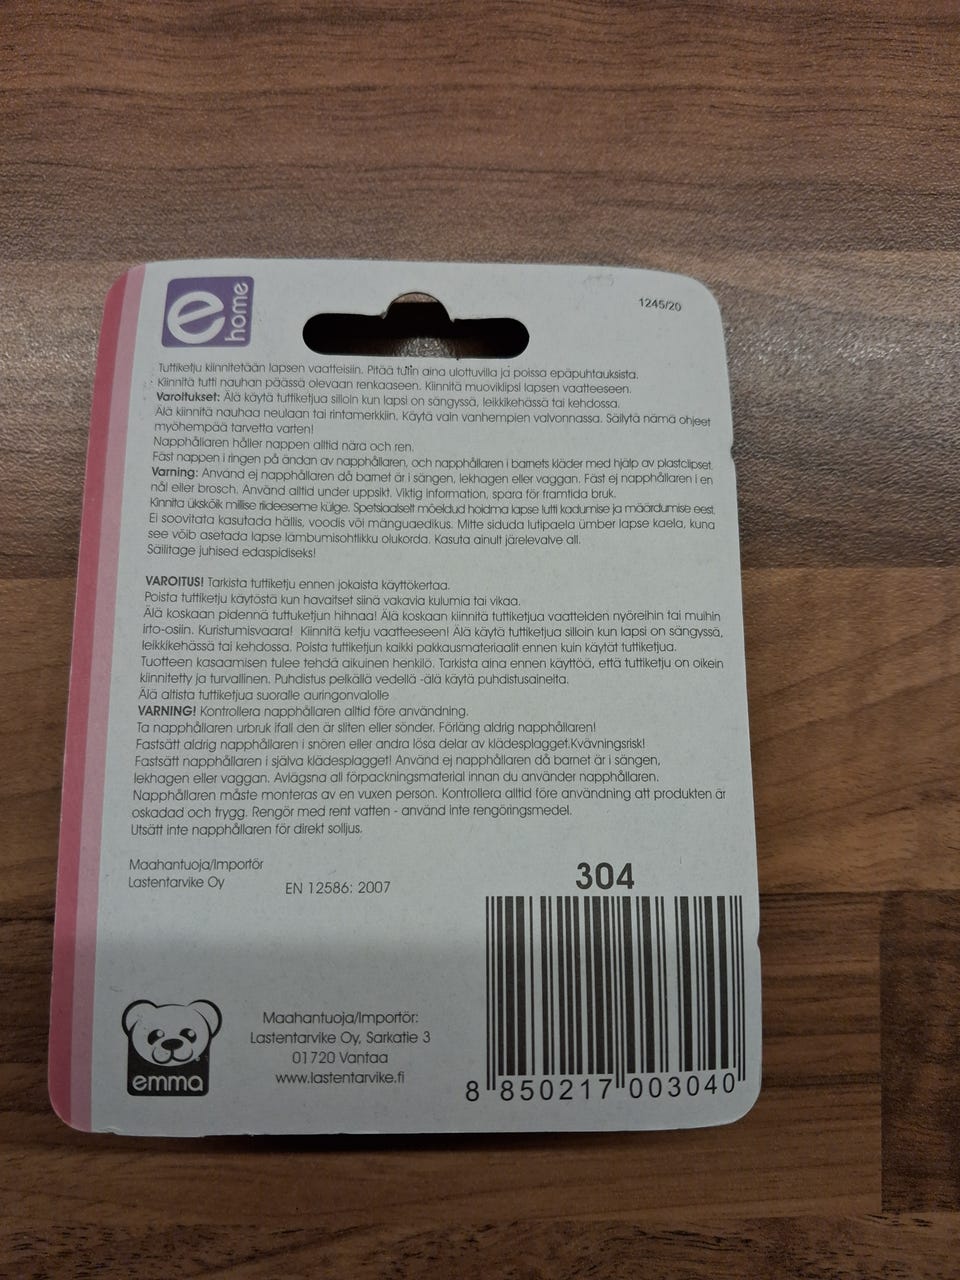 e home
1245/20
Tuttiketju kiinnitetään lapsen vaatteisiin. Pitää tutin aina ulottuvilla ja poissa epäpuhtauksista.
Kiinnitä tutti nauhan päässä olevaan renkaaseen. Kiinnitä muoviklipsi lapsen vaatteeseen.
Varoitukset: Älä käytä tuttiketjua silloin kun lapsi on sängyssä, leikkikehässä tai kehdossa.
Älä kiinnitä nauhaa neulaan tai rintamerkkiin. Käytä vain vanhempien valvonnassa. Säilytä nämä ohjeet
myöhempää tarvetta varten!
Napphållaren håller nappen alltid nära och ren.
Fäst nappen i ringen på ändan av napphållaren, och napphållaren i barnets kläder med hjälp av plastclipset.
Varning: Använd ej napphållaren då barnet är i sängen, lekhagen eller vaggan. Fäst ej napphållaren i en
nål eller brosch. Använd alltid under uppsikt. Viktig information, spara för framtida bruk.
Kinnita ükskõik millise riideeseme külge. Spetsiaalselt mõeldud hoidma lapse lutti kadumise ja määrdumise eest.
Ei soovitata kasutada hällis, voodis või mänguaedikus. Mitte siduda lutipaela ümber lapse kaela, kuna
see võib asetada lapse lämbumisohtlikku olukorda. Kasuta ainult järelevalve all.
Säilitage juhised edaspidiseks!
VAROITUS! Tarkista tuttiketju ennen jokaista käyttökertaa.
Poista tuttiketju käytöstä kun havaitset siinä vakavia kulumia tai vikaa.
Älä koskaan pidennä tuttuketjun hihnaa! Älä koskaan kiinnitä tuttiketjua vaatteiden nyöreihin tai muihin
irto-osiin. Kuristumisvaara! Kiinnitä ketju vaatteeseen! Älä käytä tuttiketjua silloin kun lapsi on sängyssä,
leikkikehässä tai kehdossa. Poista tuttiketjun kaikki pakkausmateriaalit ennen kuin käytät tuttiketjua.
Tuotteen kasaamisen tulee tehdä aikuinen henkilö. Tarkista aina ennen käyttöä, että tuttiketju on oikein
kiinnitetty ja turvallinen. Puhdistus pelkällä vedellä -älä käytä puhdistusaineita.
Älä altista tuttiketjua suoralle auringonvalolle
VARNING! Kontrollera napphållaren alltid före användning.
Ta napphållaren urbruk ifall den är sliten eller sönder. Förläng aldrig napphållaren!
Fastsätt aldrig napphållaren i snören eller andra lösa delar av klädesplagget.Kvävningsrisk!
Fastsätt napphållaren i själva klädesplagget! Använd ej napphållaren då barnet är i sängen,
lekhagen eller vaggan. Avlägsna all förpackningsmaterial innan du använder napphållaren.
Napphållaren måste monteras av en vuxen person. Kontrollera alltid före användning att produkten är
oskadad och trygg. Rengör med rent vatten - använd inte rengöringsmedel.
Utsätt inte napphållaren för direkt solljus.
Maahantuoja/Importör
Lastentarvike Oy
EN 12586: 2007
304
emma
Maahantuoja/Importör:
Lastentarvike Oy, Sarkatie 3
01720 Vantaa
www.lastentarvike.fi
8 850217 003040